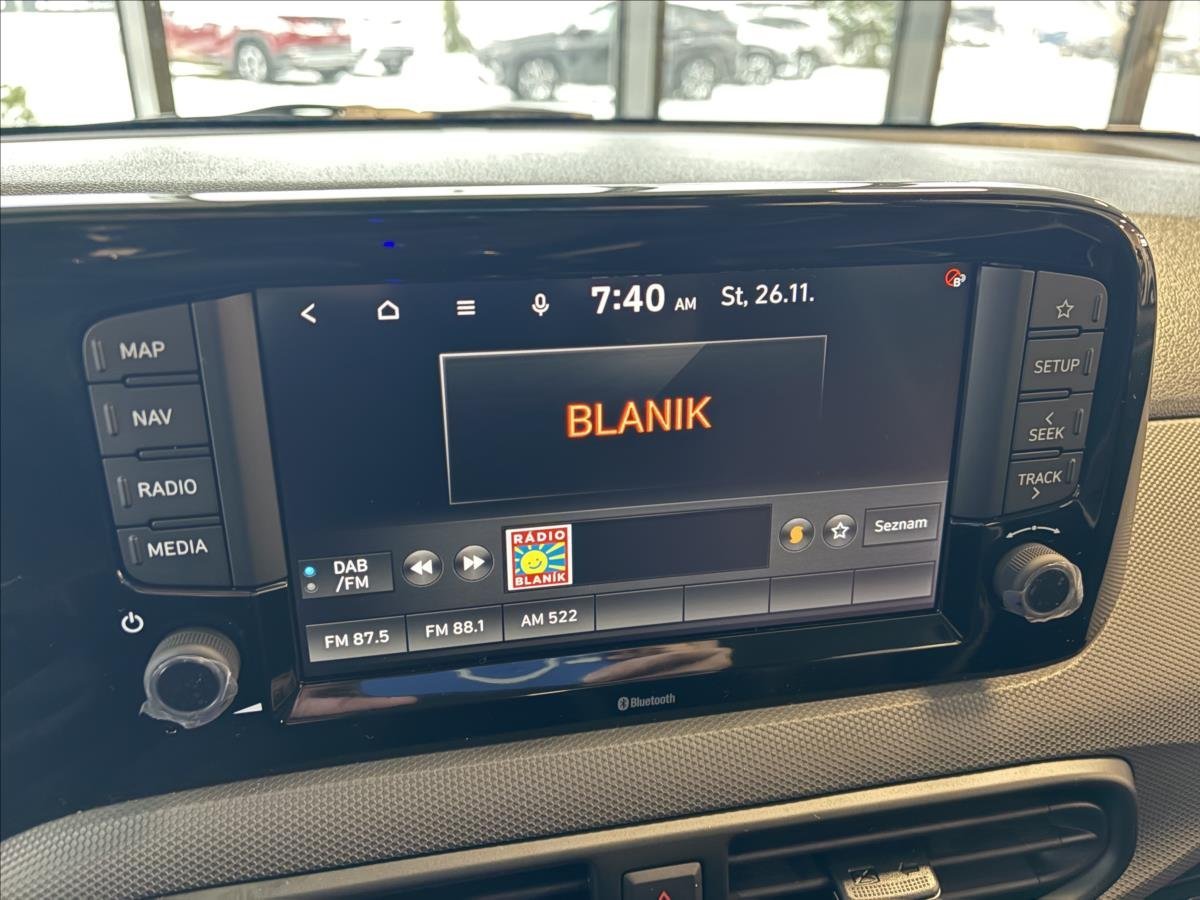 7:40 AM St, 26.11.
MAP
NAV
RADIO
MEDIA
BLANIK
SETUP
SEEK
TRACK
DAB
/FM
RÁDIO
BLANÍK
Seznam
FM 87.5
FM 88.1
AM 522
Bluetooth